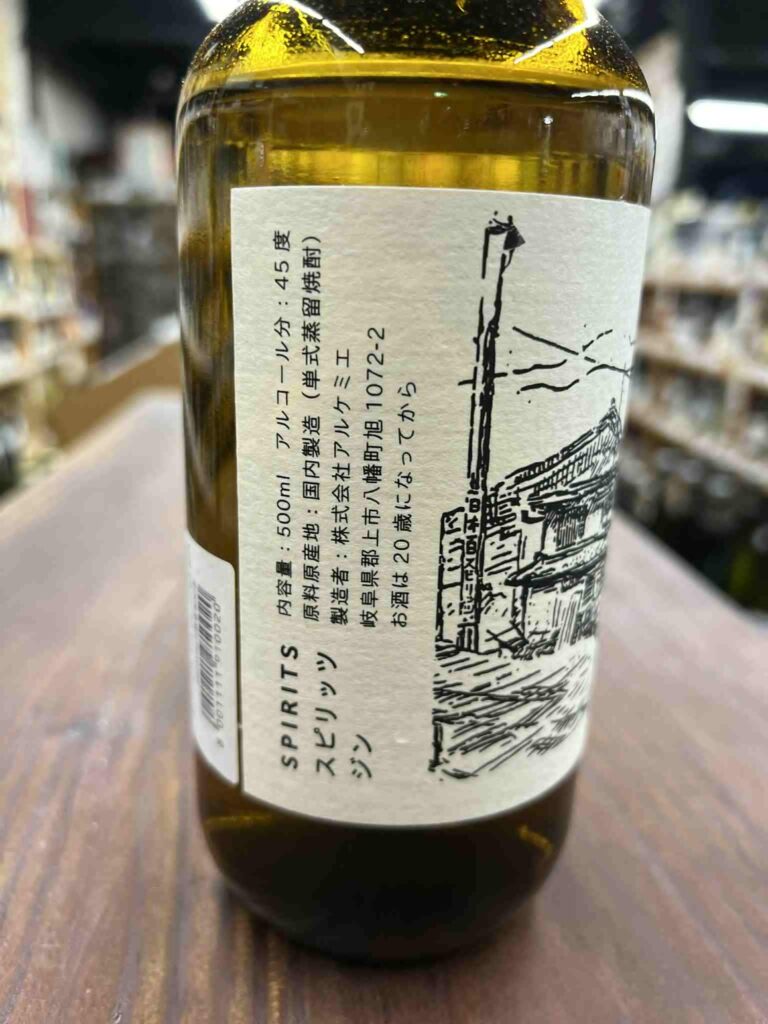 SPIRITS
スピリッツ
ジン
内容量：500ml アルコール分：45度
原料原産地：国内製造（単式蒸留焼酎）
製造者：株式会社アルケミエ
岐阜県郡上市八幡町旭1072-2
お酒は20歳になってから